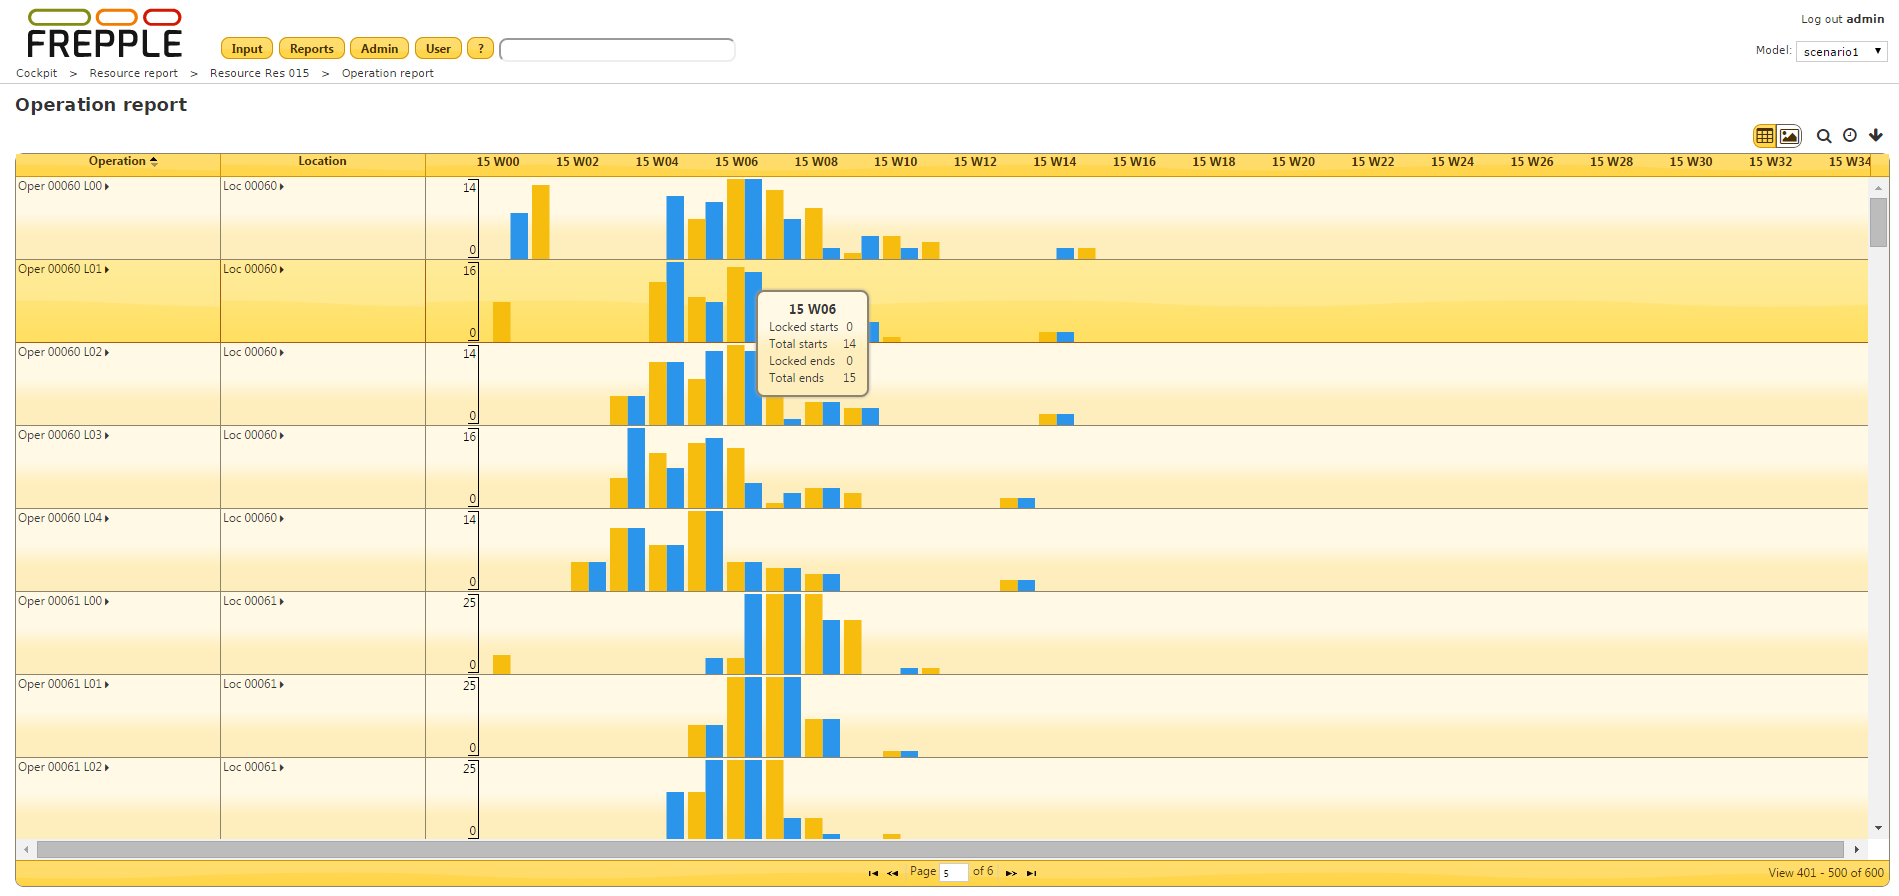 FREPPLE
Input Reports Admin User ?
Log out admin
Model: scenario1
Cockpit > Resource report > Resource Res 015 > Operation report
Operation report
Operation Location 15 W00 15 W02 15 W04 15 W06 15 W08 15 W10 15 W12 15 W14 15 W16 15 W18 15 W20 15 W22 15 W24 15 W26 15 W28 15 W30 15 W32 15 W34
Oper 00060 L00 Loc 00060 14
0
Oper 00060 L01 Loc 00060 16
0
15 W06
Locked starts 0
Total starts 14
Locked ends 0
Total ends 15
Oper 00060 L02 Loc 00060 14
0
Oper 00060 L03 Loc 00060 16
0
Oper 00060 L04 Loc 00060 14
0
Oper 00061 L00 Loc 00061 25
0
Oper 00061 L01 Loc 00061 25
0
Oper 00061 L02 Loc 00061 25
0
Page 5 of 6
View 401 - 500 of 600